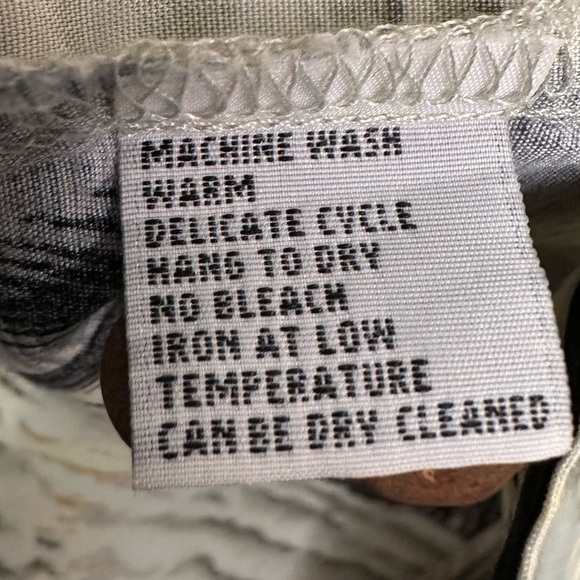 MACHINE WASH
WARM
DELICATE CYCLE
HANG TO DRY
NO BLEACH
IRON AT LOW
TEMPERATURE
CAN BE DRY CLEANED